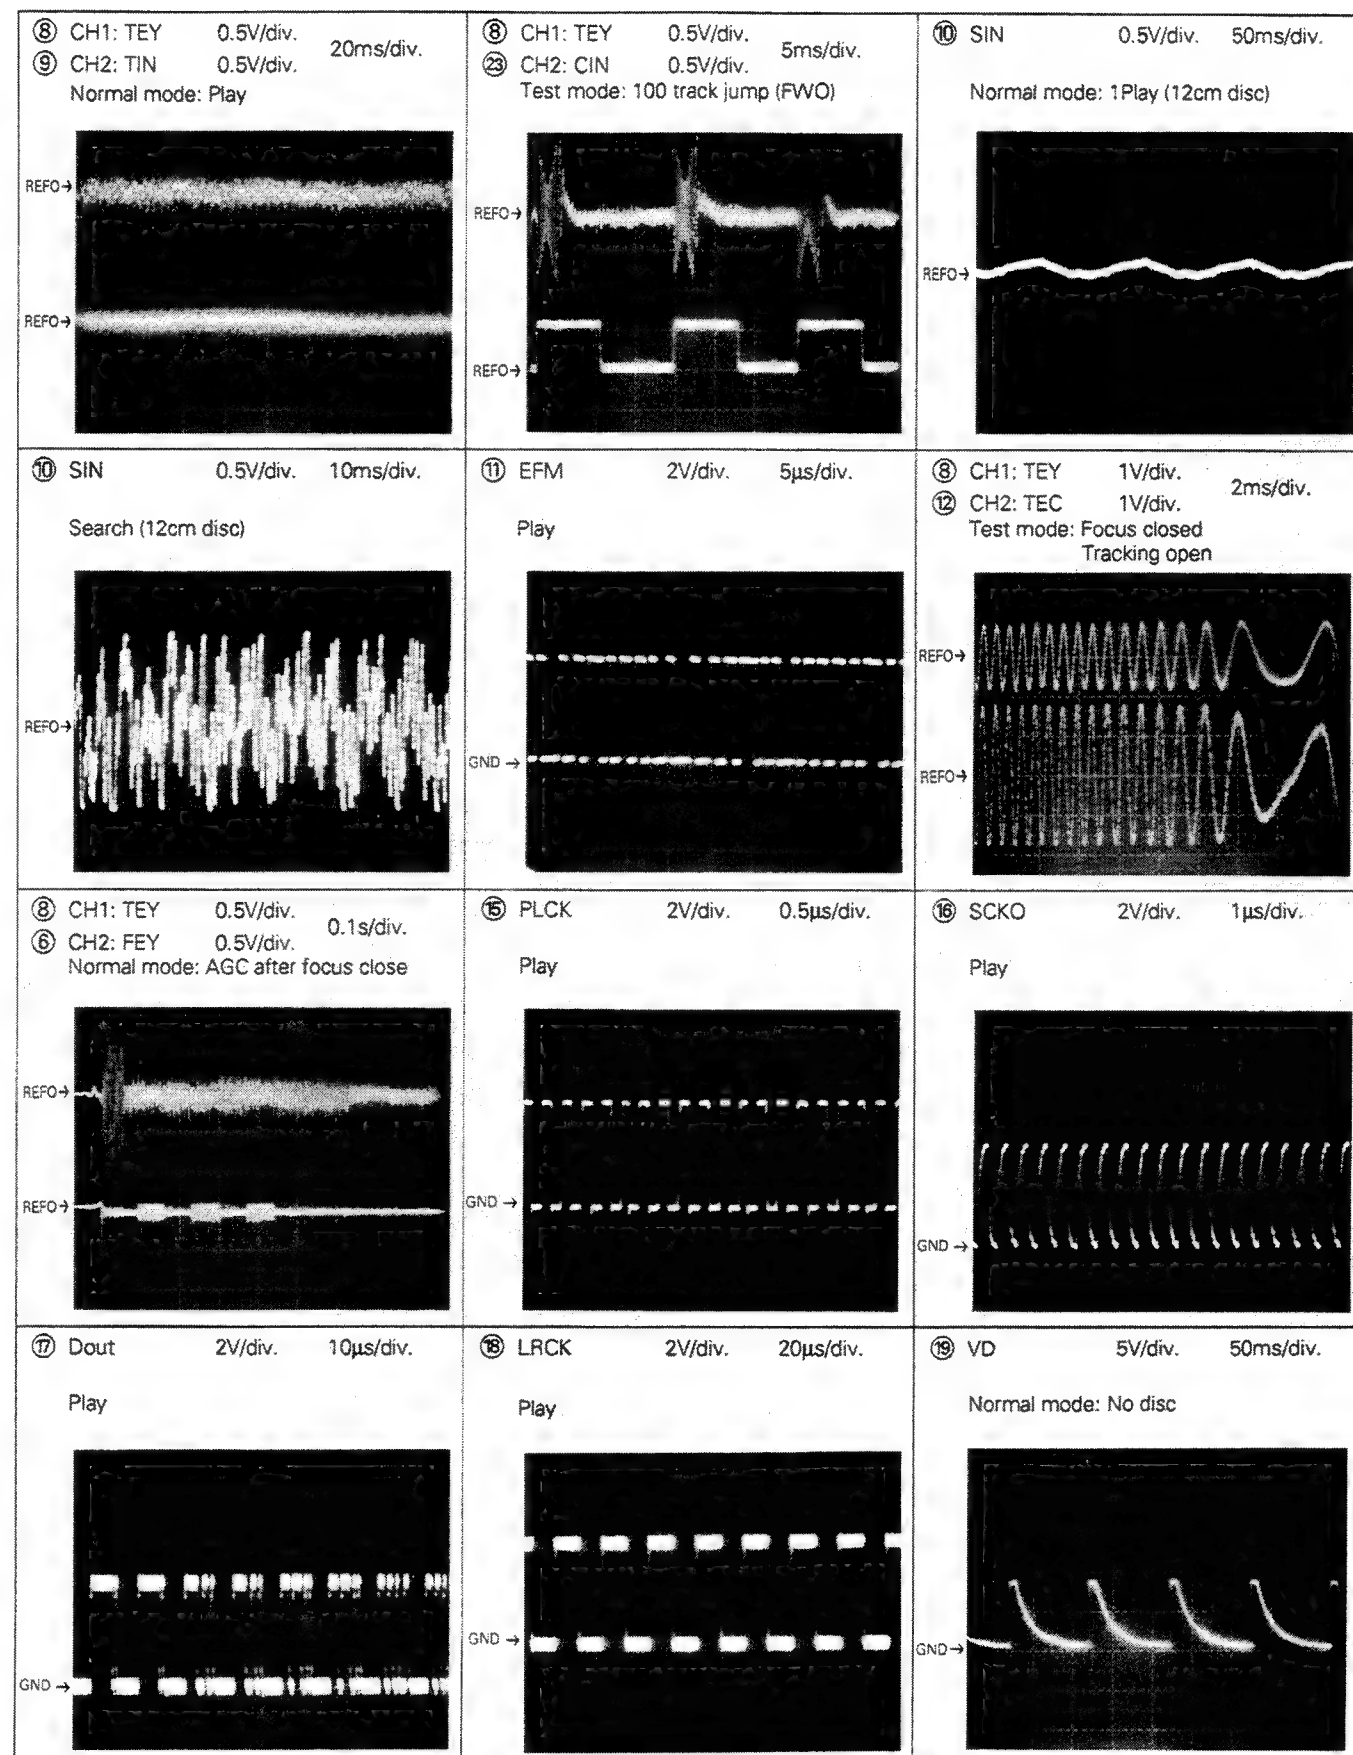 ⑧ CH1: TEY 0.5V/div. 20ms/div.
⑨ CH2: TIN 0.5V/div.
Normal mode: Play
REFO→
REFO→
⑧ CH1: TEY 0.5V/div. 5ms/div.
㉓ CH2: CIN 0.5V/div.
Test mode: 100 track jump (FWO)
REFO→
REFO→
⑩ SIN 0.5V/div. 50ms/div.
Normal mode: 1Play (12cm disc)
REFO→
⑩ SIN 0.5V/div. 10ms/div.
Search (12cm disc)
REFO→
⑪ EFM 2V/div. 5µs/div.
Play
GND →
⑧ CH1: TEY 1V/div. 2ms/div.
⑫ CH2: TEC 1V/div.
Test mode: Focus closed
Tracking open
REFO→
REFO→
⑧ CH1: TEY 0.5V/div. 0.1s/div.
⑥ CH2: FEY 0.5V/div.
Normal mode: AGC after focus close
REFO→
REFO→
⑮ PLCK 2V/div. 0.5µs/div.
Play
GND →
⑯ SCKO 2V/div. 1µs/div.
Play
GND →
⑰ Dout 2V/div. 10µs/div.
Play
GND →
⑱ LRCK 2V/div. 20µs/div.
Play
GND →
⑲ VD 5V/div. 50ms/div.
Normal mode: No disc
GND→